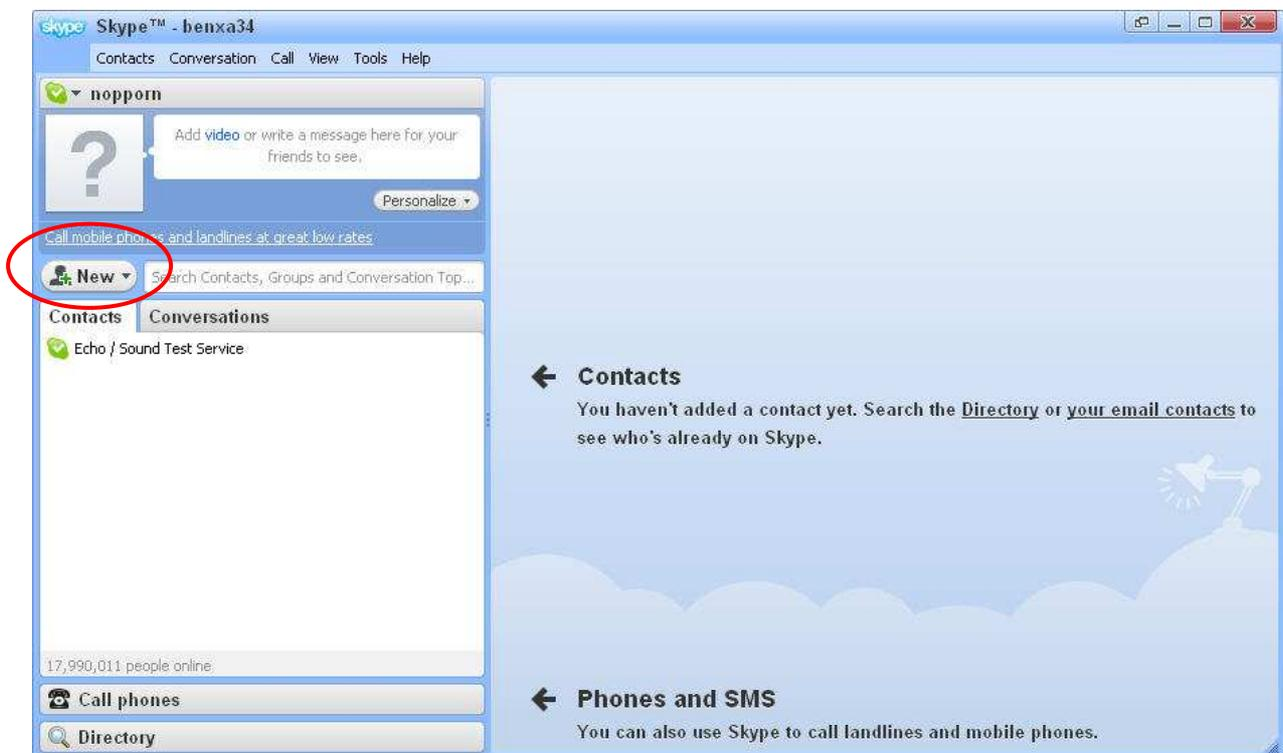 skype Skype™ - benxa34
Contacts Conversation Call View Tools Help
nopporn
Add video or write a message here for your
friends to see.
Personalize
Call mobile phones and landlines at great low rates
New
Search Contacts, Groups and Conversation Top...
Contacts Conversations
Echo / Sound Test Service
17,990,011 people online
Call phones
Directory
Contacts
You haven't added a contact yet. Search the Directory or your email contacts to
see who's already on Skype.
Phones and SMS
You can also use Skype to call landlines and mobile phones.